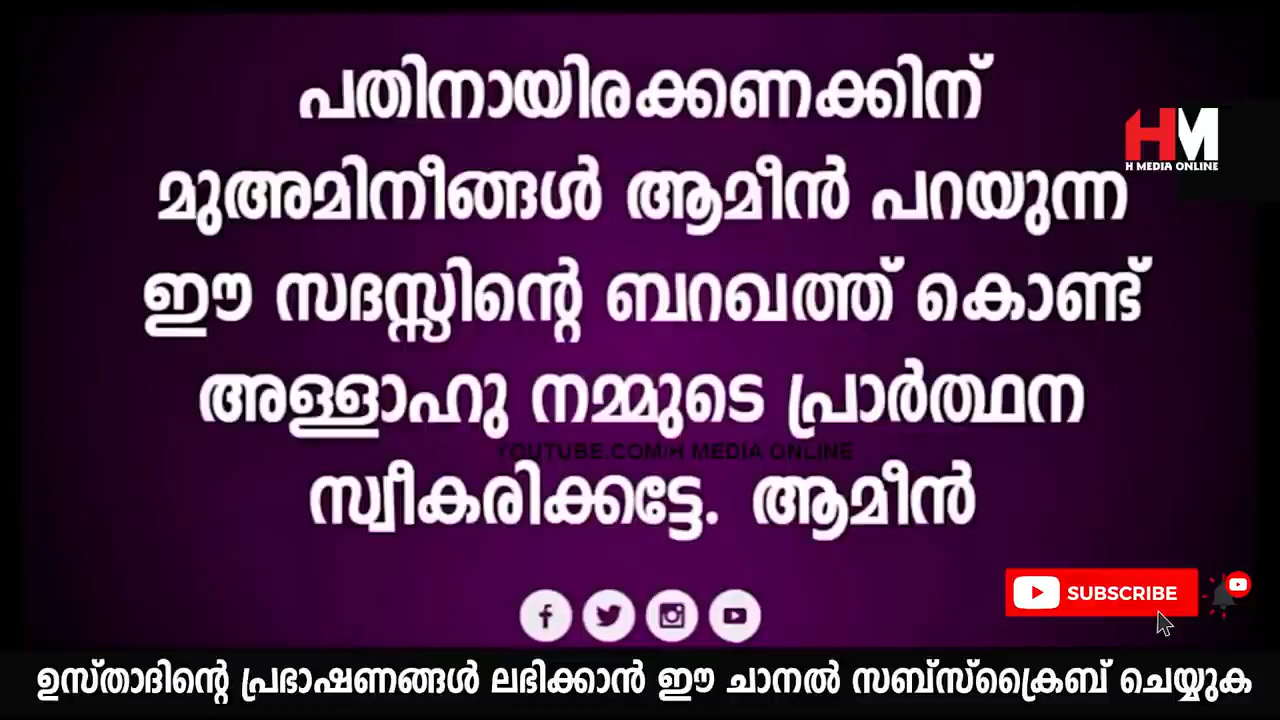 പതിനായിരക്കണക്കിന്
മുഅമിനീങ്ങൾ ആമീൻ പറയുന്ന
ഈ സദസ്സിന്റെ ബറഖത്ത് കൊണ്ട്
അള്ളാഹു നമ്മുടെ പ്രാർത്ഥന
സ്വീകരിക്കട്ടേ. ആമീൻ
HM
H MEDIA ONLINE
YOUTUBE.COM/H MEDIA ONLINE
SUBSCRIBE
ഉസ്താദിന്റെ പ്രഭാഷണങ്ങൾ ലഭിക്കാൻ ഈ ചാനൽ സബ്സ്ക്രൈബ് ചെയ്യുക